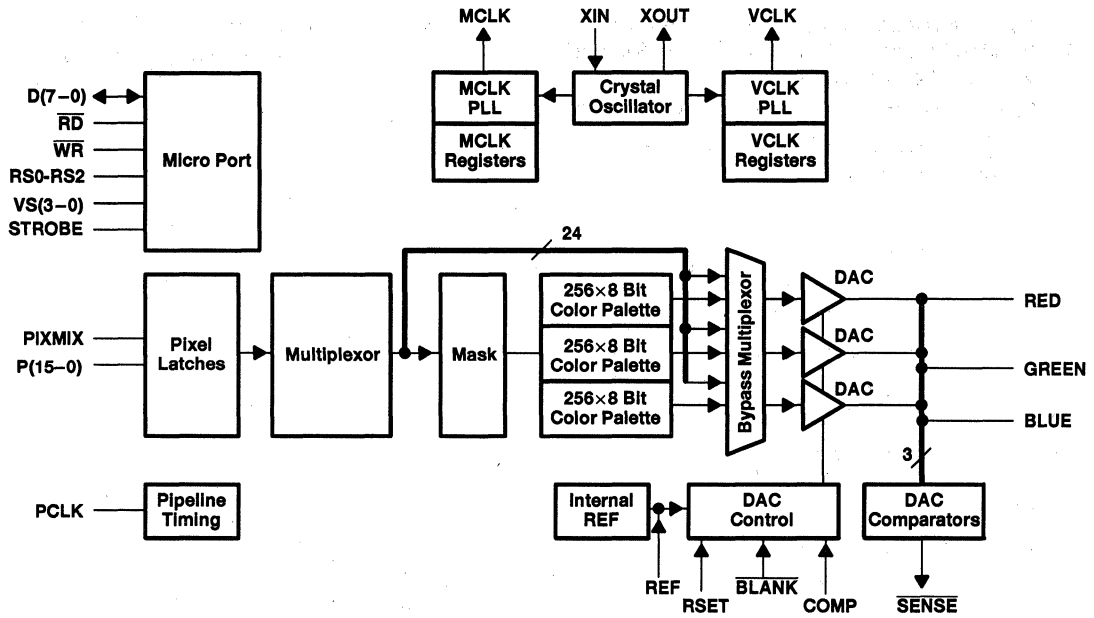 MCLK
XIN
XOUT
VCLK
D(7–0)
RD
WR
RS0-RS2
VS(3–0)
STROBE
Micro Port
MCLK
PLL
MCLK
Registers
Crystal
Oscillator
VCLK
PLL
VCLK
Registers
24
PIXMIX
P(15–0)
Pixel
Latches
Multiplexor
Mask
256×8 Bit
Color Palette
256×8 Bit
Color Palette
256×8 Bit
Color Palette
Bypass Multiplexor
DAC
DAC
DAC
RED
GREEN
BLUE
3
PCLK
Pipeline
Timing
Internal
REF
DAC
Control
DAC
Comparators
REF
RSET
BLANK
COMP
SENSE